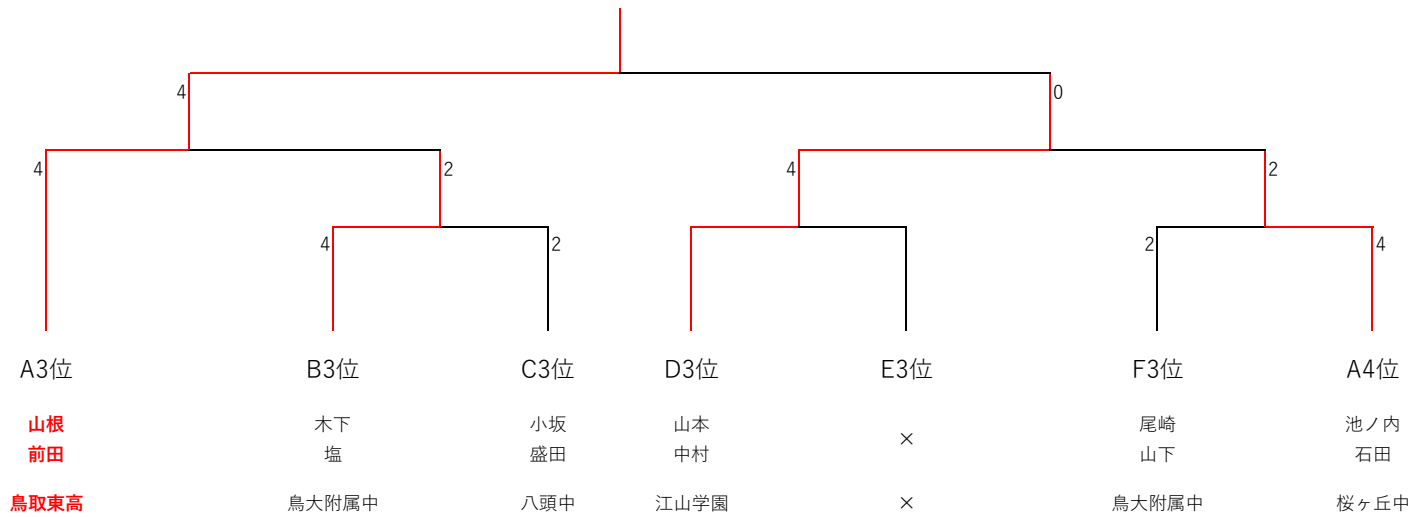 4 0
4 2 4 2
4 2 2 4
A3位 B3位 C3位 D3位 E3位 F3位 A4位
山根 木下 小坂 山本 × 尾崎 池ノ内
前田 塩 盛田 中村 山下 石田
鳥取東高 鳥大附属中 八頭中 江山学園 × 鳥大附属中 桜ヶ丘中